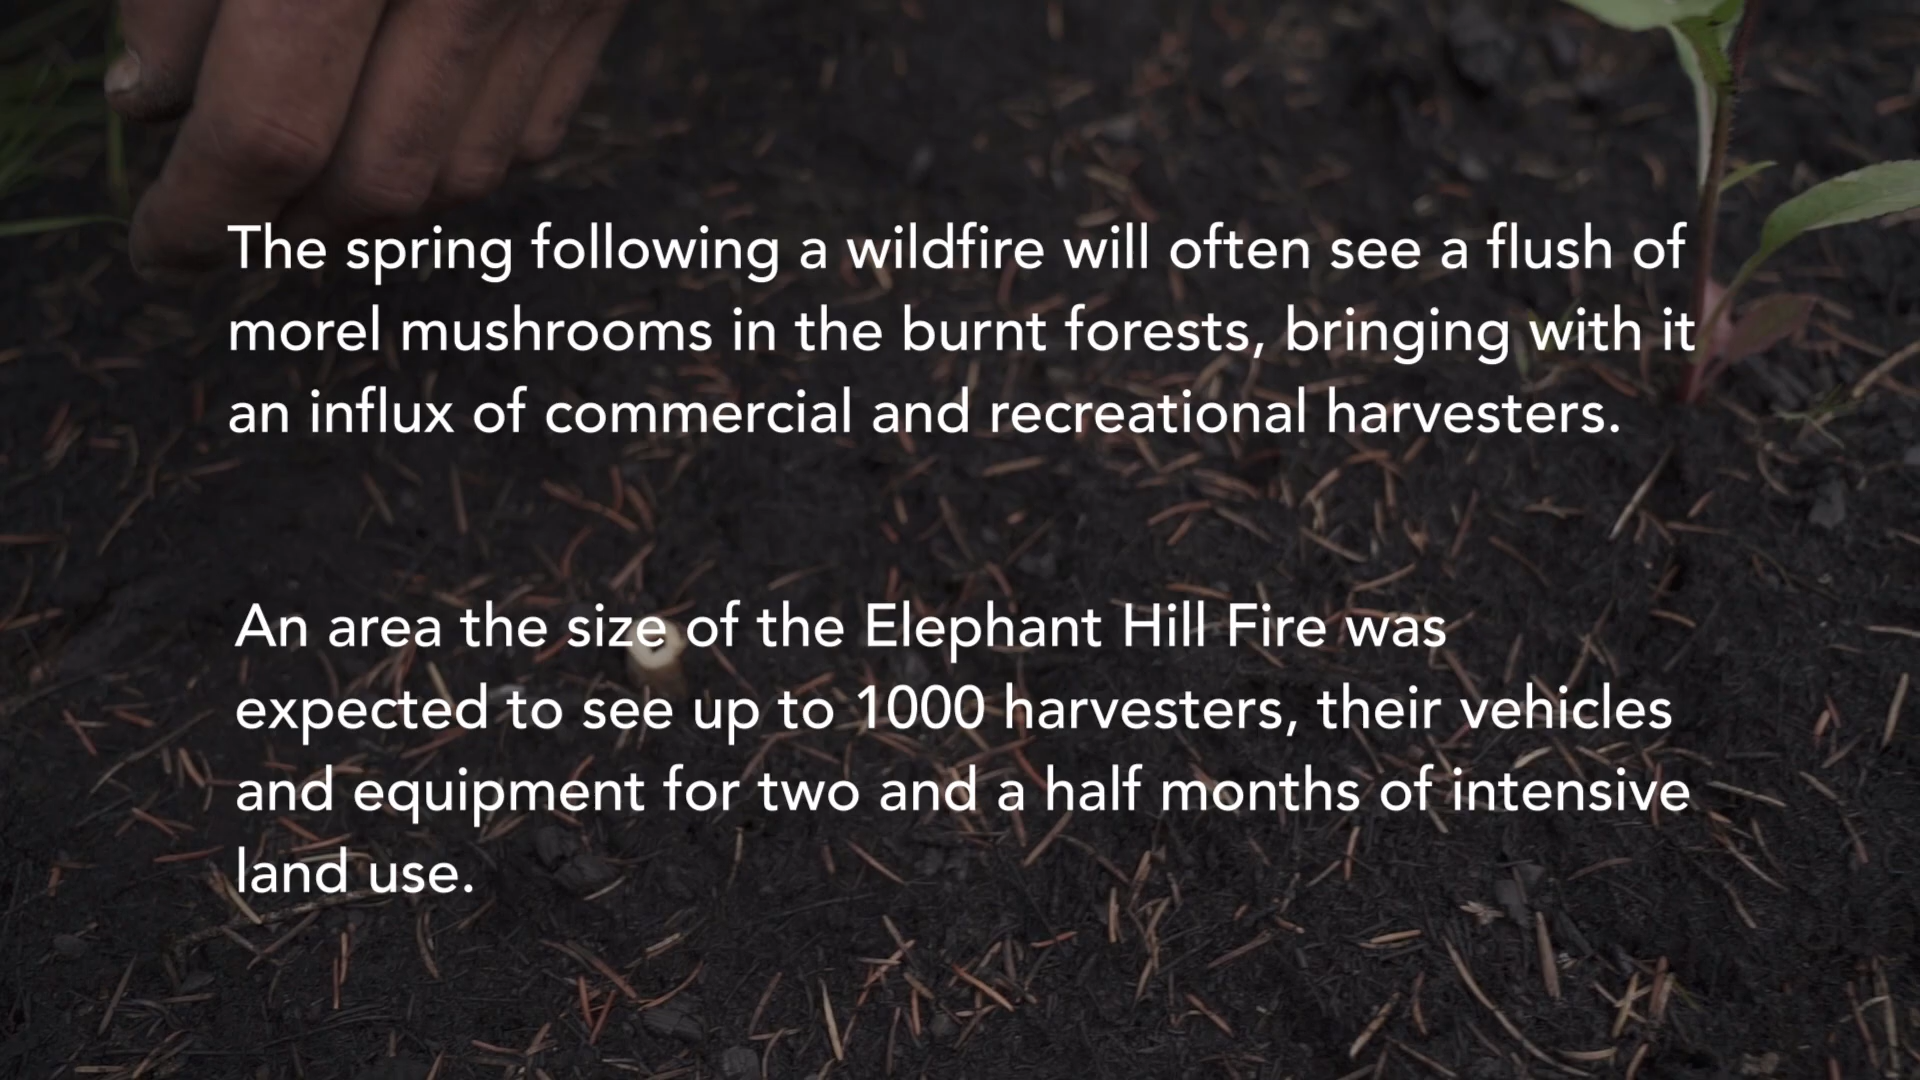 The spring following a wildfire will often see a flush of
morel mushrooms in the burnt forests, bringing with it
an influx of commercial and recreational harvesters.
An area the size of the Elephant Hill Fire was
expected to see up to 1000 harvesters, their vehicles
and equipment for two and a half months of intensive
land use.